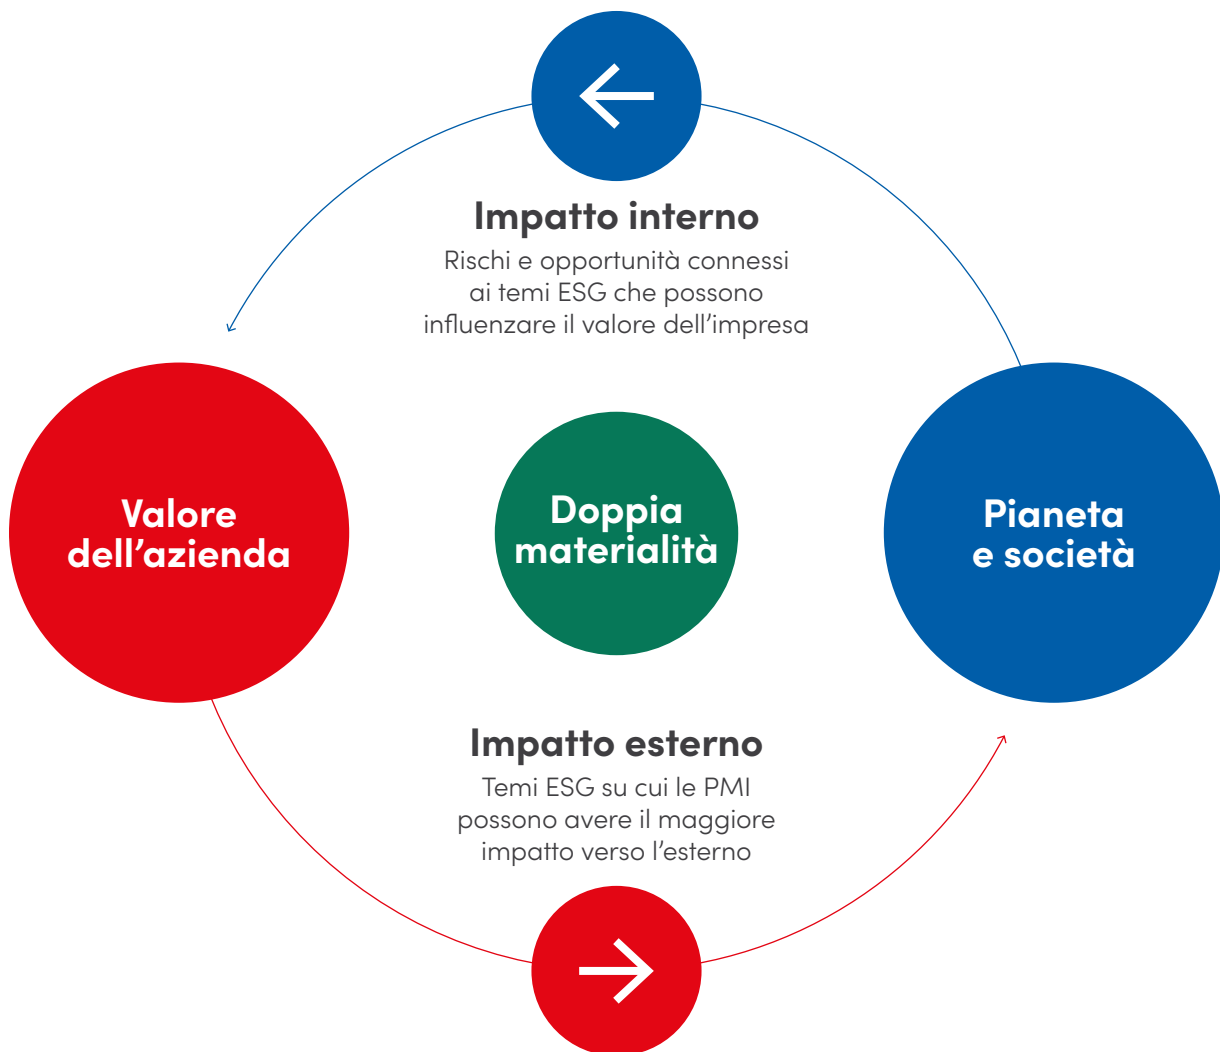 Impatto interno
Rischi e opportunità connessi
ai temi ESG che possono
influenzare il valore dell’impresa
Valore
dell’azienda
Doppia
materialità
Pianeta
e società
Impatto esterno
Temi ESG su cui le PMI
possono avere il maggiore
impatto verso l’esterno